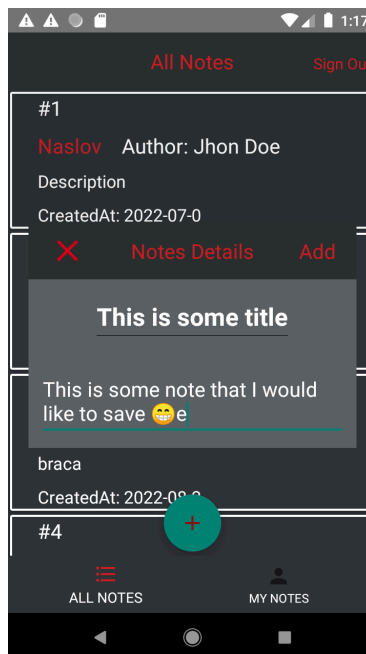 1:17
All Notes
Sign Ou
#1
Naslov Author: Jhon Doe
Description
CreatedAt: 2022-07-0
Notes Details Add
This is some title
This is some note that I would
like to save 😁e
braca
CreatedAt: 2022-08-2
#4
+
ALL NOTES MY NOTES